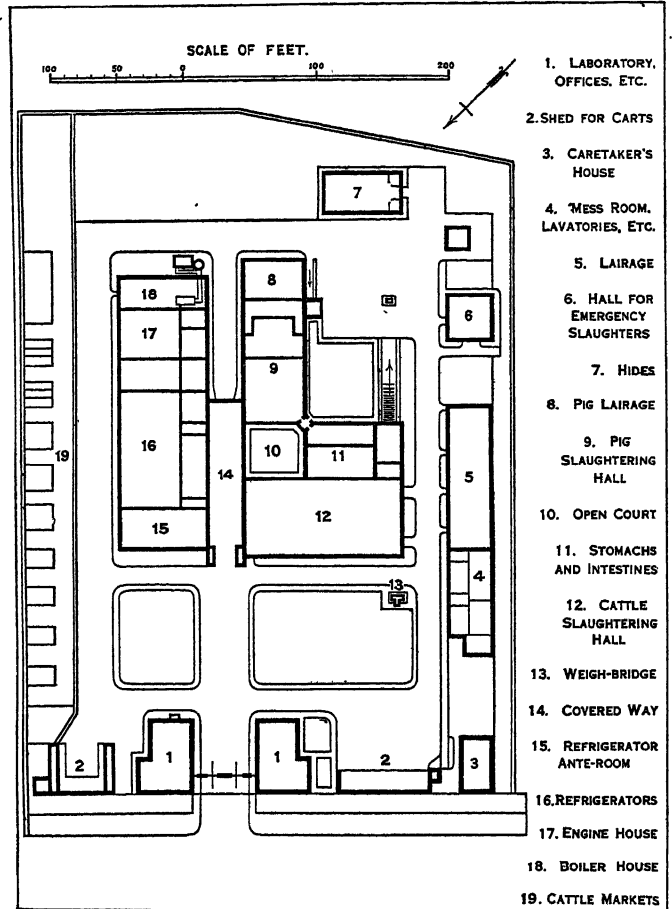 SCALE OF FEET.
100 50 0 100 200
1. LABORATORY,
OFFICES, ETC.
2. SHED FOR CARTS
3. CARETAKER'S
HOUSE
4. MESS ROOM,
LAVATORIES, ETC.
5. LAIRAGE
6. HALL FOR
EMERGENCY
SLAUGHTERS
7. HIDES
8. PIG LAIRAGE
9. PIG
SLAUGHTERING
HALL
10. OPEN COURT
11. STOMACHS
AND INTESTINES
12. CATTLE
SLAUGHTERING
HALL
13. WEIGH-BRIDGE
14. COVERED WAY
15. REFRIGERATOR
ANTE-ROOM
16. REFRIGERATORS
17. ENGINE HOUSE
18. BOILER HOUSE
19. CATTLE MARKETS
7
18
8
17
6
9
19
16
14
10
11
5
15
12
4
13
2
1
1
2
3